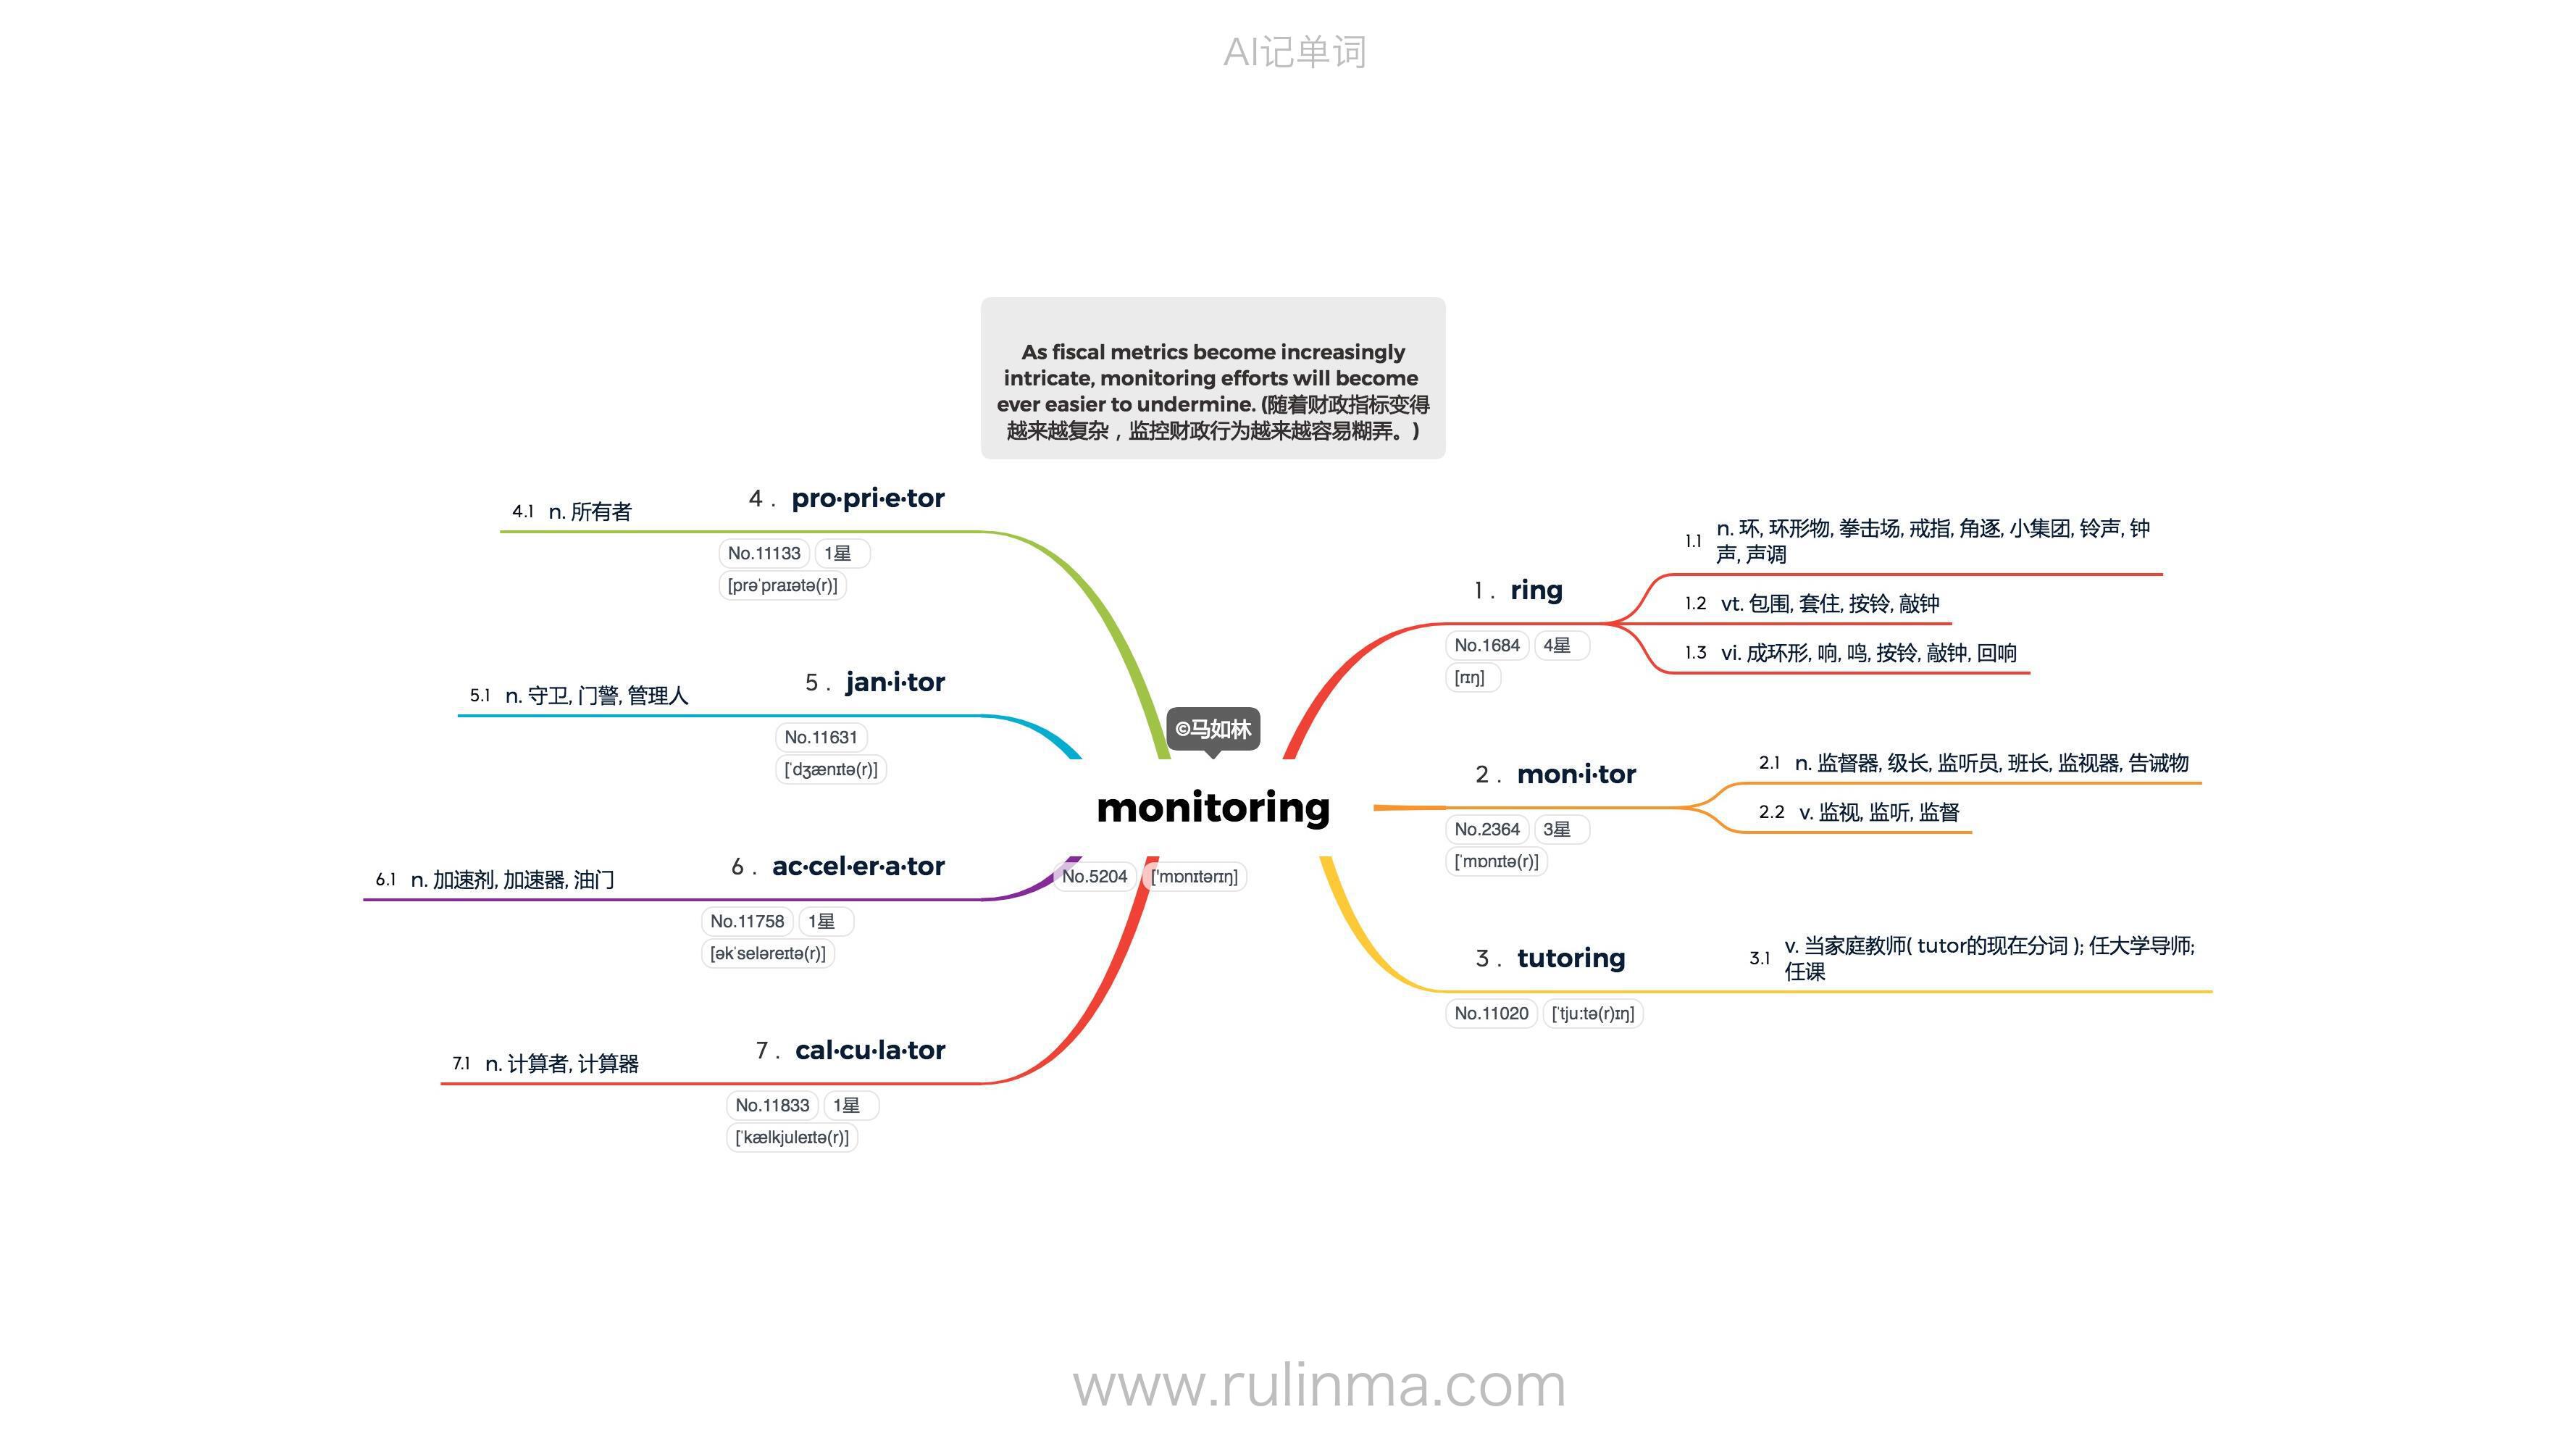 AI记单词
As fiscal metrics become increasingly
intricate, monitoring efforts will become
ever easier to undermine. (随着财政指标变得
越来越复杂，监控财政行为越来越容易糊弄。)
©马如林
monitoring
No.5204 [ˈmɒnɪtərɪŋ]
1 . ring
No.1684 4星
[rɪŋ]
1.1 n. 环, 环形物, 拳击场, 戒指, 角逐, 小集团, 铃声, 钟
声, 声调
1.2 vt. 包围, 套住, 按铃, 敲钟
1.3 vi. 成环形, 响, 鸣, 按铃, 敲钟, 回响
2 . mon·i·tor
No.2364 3星
[ˈmɒnɪtə(r)]
2.1 n. 监督器, 级长, 监听员, 班长, 监视器, 告诫物
2.2 v. 监视, 监听, 监督
3 . tutoring
No.11020 [ˈtju:tə(r)ɪŋ]
3.1 v. 当家庭教师( tutor的现在分词 ); 任大学导师;
任课
4 . pro·pri·e·tor
No.11133 1星
[prəˈpraɪətə(r)]
4.1 n. 所有者
5 . jan·i·tor
No.11631
[ˈdʒænɪtə(r)]
5.1 n. 守卫, 门警, 管理人
6 . ac·cel·er·a·tor
No.11758 1星
[əkˈseləreɪtə(r)]
6.1 n. 加速剂, 加速器, 油门
7 . cal·cu·la·tor
No.11833 1星
[ˈkælkjuleɪtə(r)]
7.1 n. 计算者, 计算器
www.rulinma.com